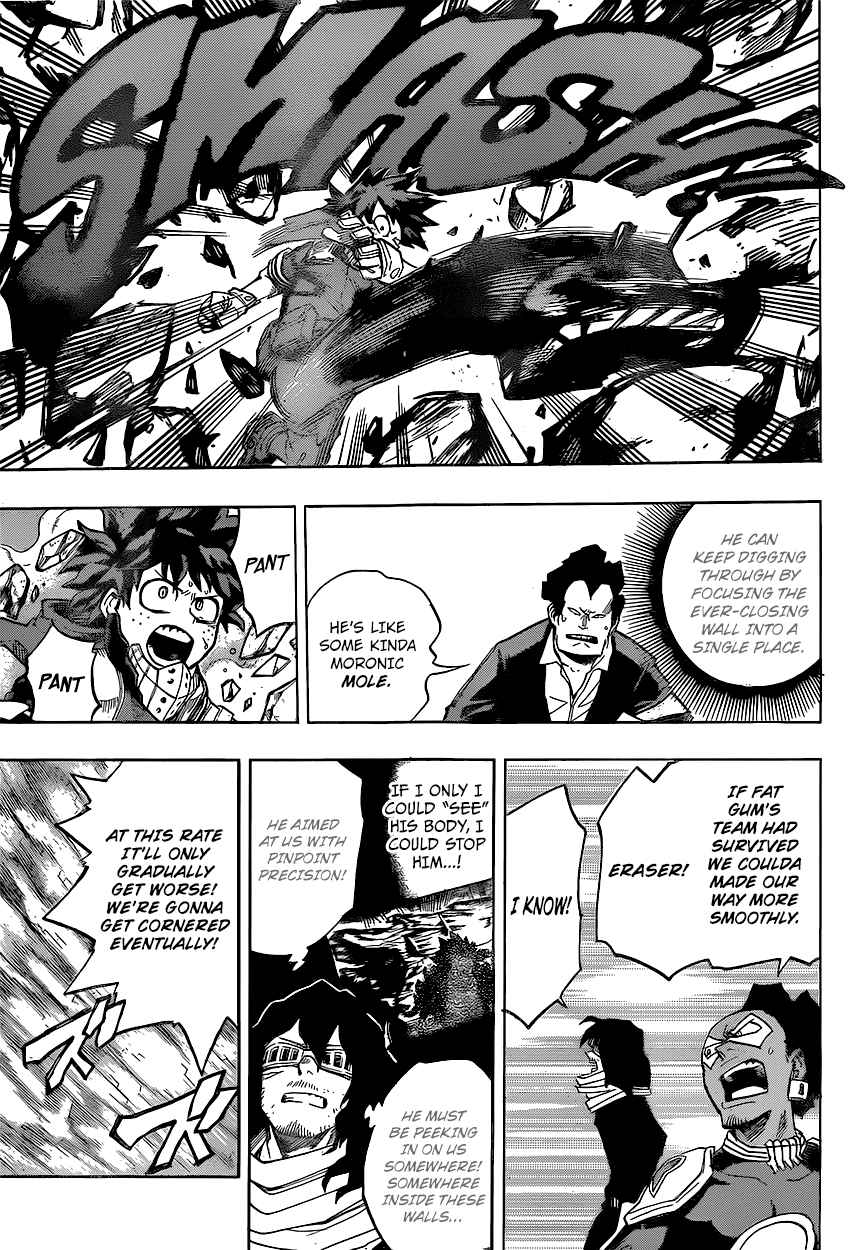 SMASH
HE CAN
KEEP DIGGING
THROUGH BY
FOCUSING THE
EVER-CLOSING
WALL INTO A
SINGLE PLACE.
HE'S LIKE
SOME KINDA
MORONIC
MOLE.
PANT
PANT
IF FAT
GUM'S
TEAM HAD
SURVIVED
WE COULDA
MADE OUR
WAY MORE
SMOOTHLY.
ERASER!
I KNOW!
IF I ONLY I
COULD "SEE"
HIS BODY, I
COULD STOP
HIM...!
HE AIMED
AT US WITH
PINPOINT
PRECISION!
HE MUST
BE PEEKING
IN ON US
SOMEWHERE!
SOMEWHERE
INSIDE THESE
WALLS...
AT THIS RATE
IT'LL ONLY
GRADUALLY
GET WORSE!
WE'RE GONNA
GET CORNERED
EVENTUALLY!
ズ
ズ